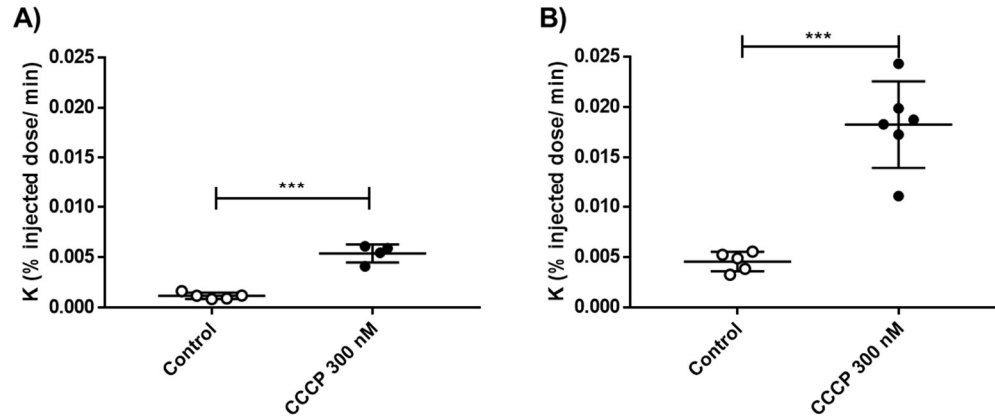 A)
K (% injected dose/ min)
0.025
0.020
0.015
0.010
0.005
0.000
***
Control
CCCP 300 nM
B)
K (% injected dose/ min)
0.025
0.020
0.015
0.010
0.005
0.000
***
Control
CCCP 300 nM